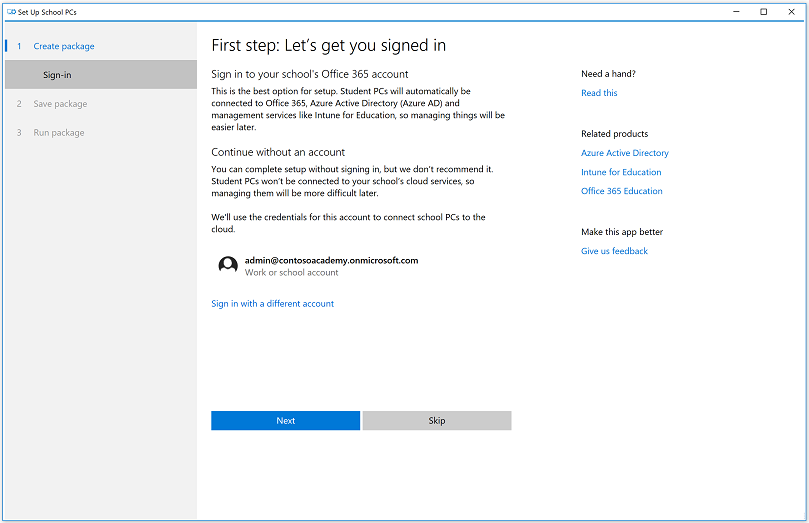 Set Up School PCs
1 Create package
Sign-in
2 Save package
3 Run package
First step: Let's get you signed in
Sign in to your school's Office 365 account
This is the best option for setup. Student PCs will automatically be
connected to Office 365, Azure Active Directory (Azure AD) and
management services like Intune for Education, so managing things will be
easier later.
Continue without an account
You can complete setup without signing in, but we don't recommend it.
Student PCs won't be connected to your school's cloud services, so
managing them will be more difficult later.
We'll use the credentials for this account to connect school PCs to the
cloud.
admin@contosoacademy.onmicrosoft.com
Work or school account
Sign in with a different account
Next
Skip
Need a hand?
Read this
Related products
Azure Active Directory
Intune for Education
Office 365 Education
Make this app better
Give us feedback